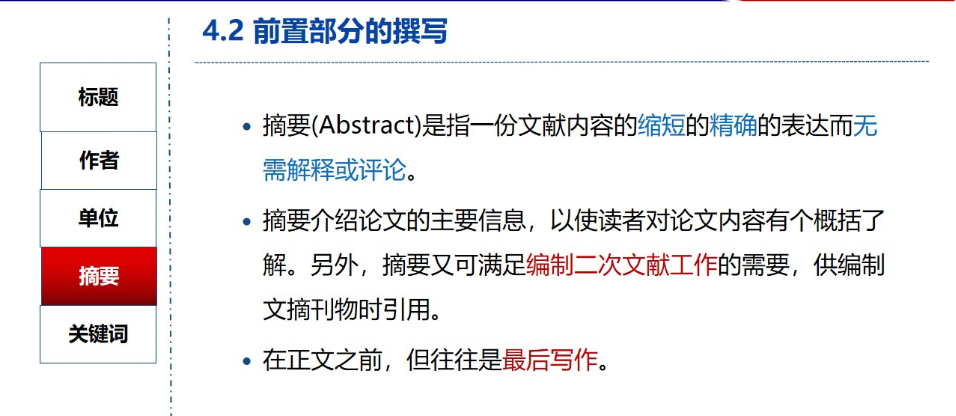 4.2 前置部分的撰写
标题
作者
单位
摘要
关键词
• 摘要(Abstract)是指一份文献内容的缩短的精确的表达而无
需解释或评论。
• 摘要介绍论文的主要信息，以使读者对论文内容有个概括了
解。另外，摘要又可满足编制二次文献工作的需要，供编制
文摘刊物时引用。
• 在正文之前，但往往是最后写作。